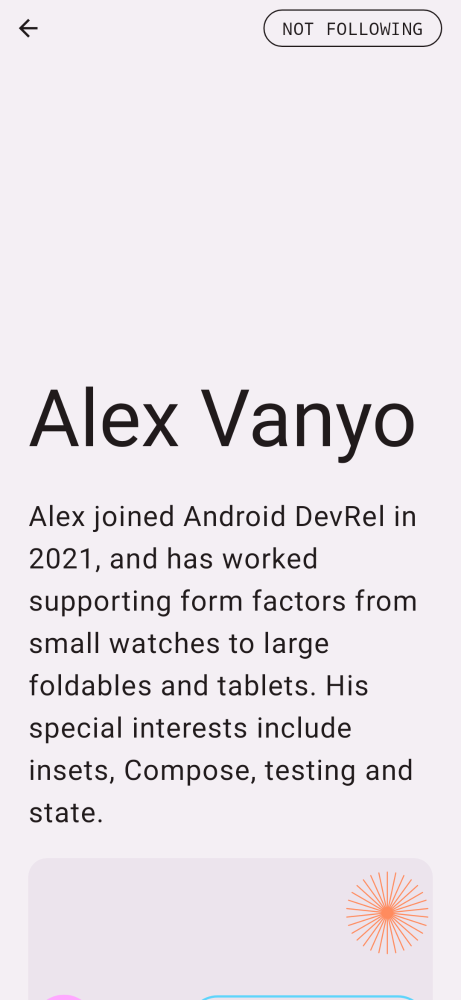 NOT FOLLOWING
Alex Vanyo
Alex joined Android DevRel in
2021, and has worked
supporting form factors from
small watches to large
foldables and tablets. His
special interests include
insets, Compose, testing and
state.